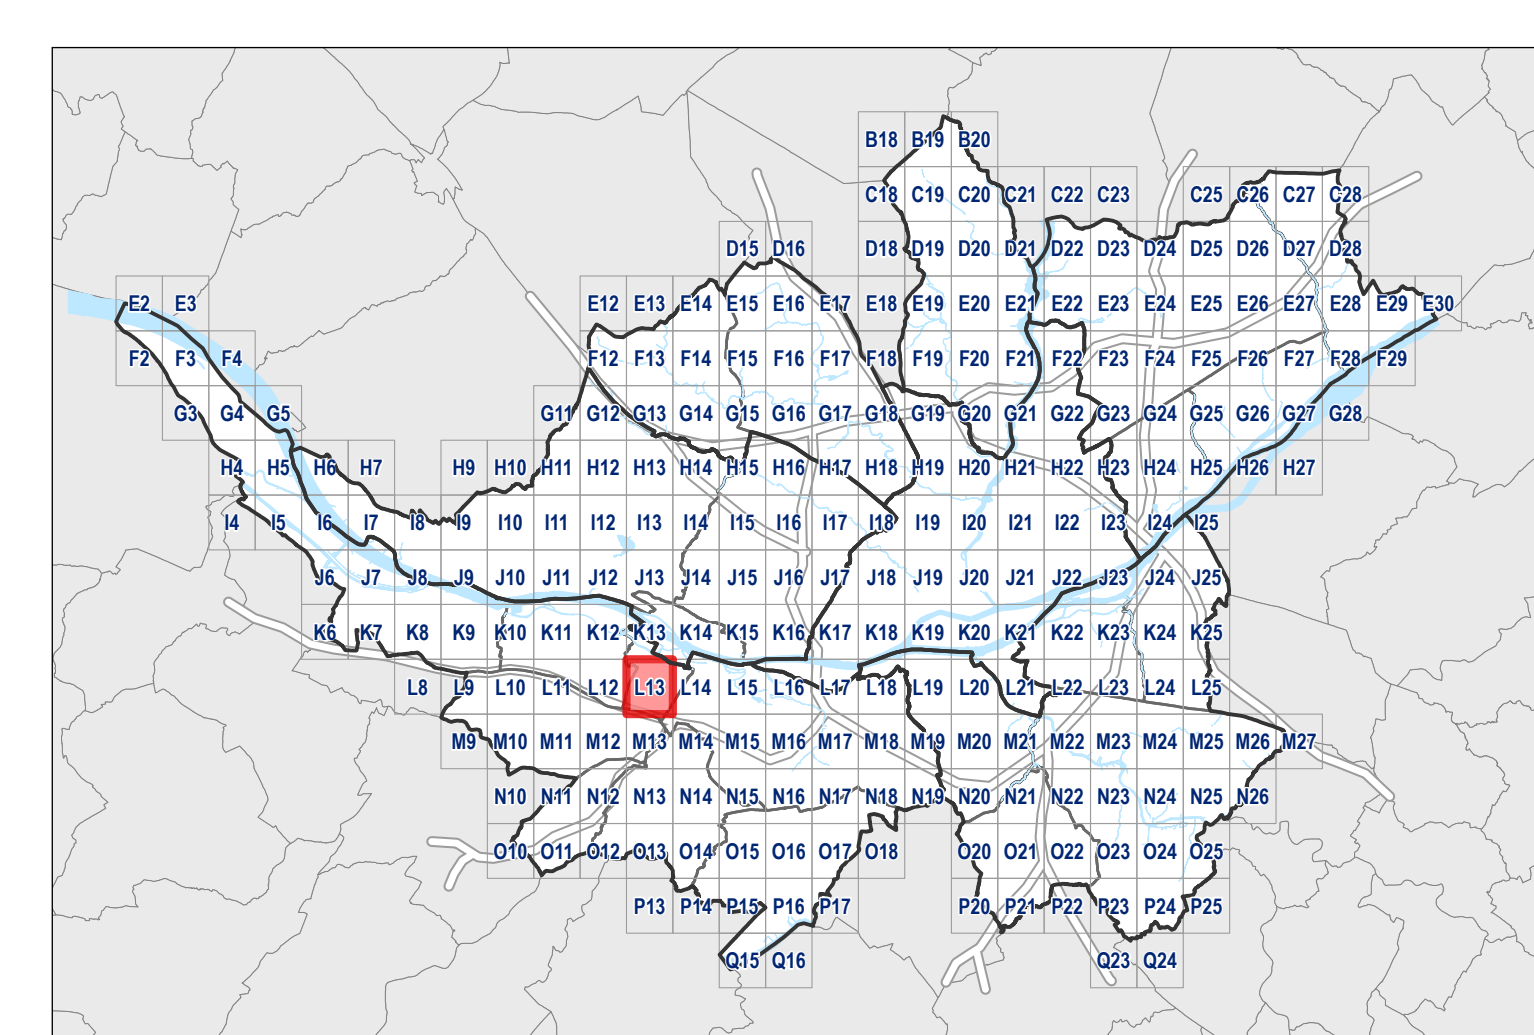 B18 B19 B20
C18 C19 C20 C21 C22 C23 C25 C26 C27 C28
D15 D16 D18 D19 D20 D21 D22 D23 D24 D25 D26 D27 D28
E2 E3 E12 E13 E14 E15 E16 E17 E18 E19 E20 E21 E22 E23 E24 E25 E26 E27 E28 E29 E30
F2 F3 F4 F12 F13 F14 F15 F16 F17 F18 F19 F20 F21 F22 F23 F24 F25 F26 F27 F28 F29
G3 G4 G5 G11 G12 G13 G14 G15 G16 G17 G18 G19 G20 G21 G22 G23 G24 G25 G26 G27 G28
H4 H5 H6 H7 H9 H10 H11 H12 H13 H14 H15 H16 H17 H18 H19 H20 H21 H22 H23 H24 H25 H26 H27
I4 I5 I6 I7 I8 I9 I10 I11 I12 I13 I14 I15 I16 I17 I18 I19 I20 I21 I22 I23 I24 I25
J6 J7 J8 J9 J10 J11 J12 J13 J14 J15 J16 J17 J18 J19 J20 J21 J22 J23 J24 J25
K6 K7 K8 K9 K10 K11 K12 K13 K14 K15 K16 K17 K18 K19 K20 K21 K22 K23 K24 K25
L8 L9 L10 L11 L12 L13 L14 L15 L16 L17 L18 L19 L20 L21 L22 L23 L24 L25
M9 M10 M11 M12 M13 M14 M15 M16 M17 M18 M19 M20 M21 M22 M23 M24 M25 M26 M27
N10 N11 N12 N13 N14 N15 N16 N17 N18 N19 N20 N21 N22 N23 N24 N25 N26
O10 O11 O12 O13 O14 O15 O16 O17 O18 O20 O21 O22 O23 O24 O25
P13 P14 P15 P16 P17 P20 P21 P22 P23 P24 P25
Q15 Q16 Q23 Q24